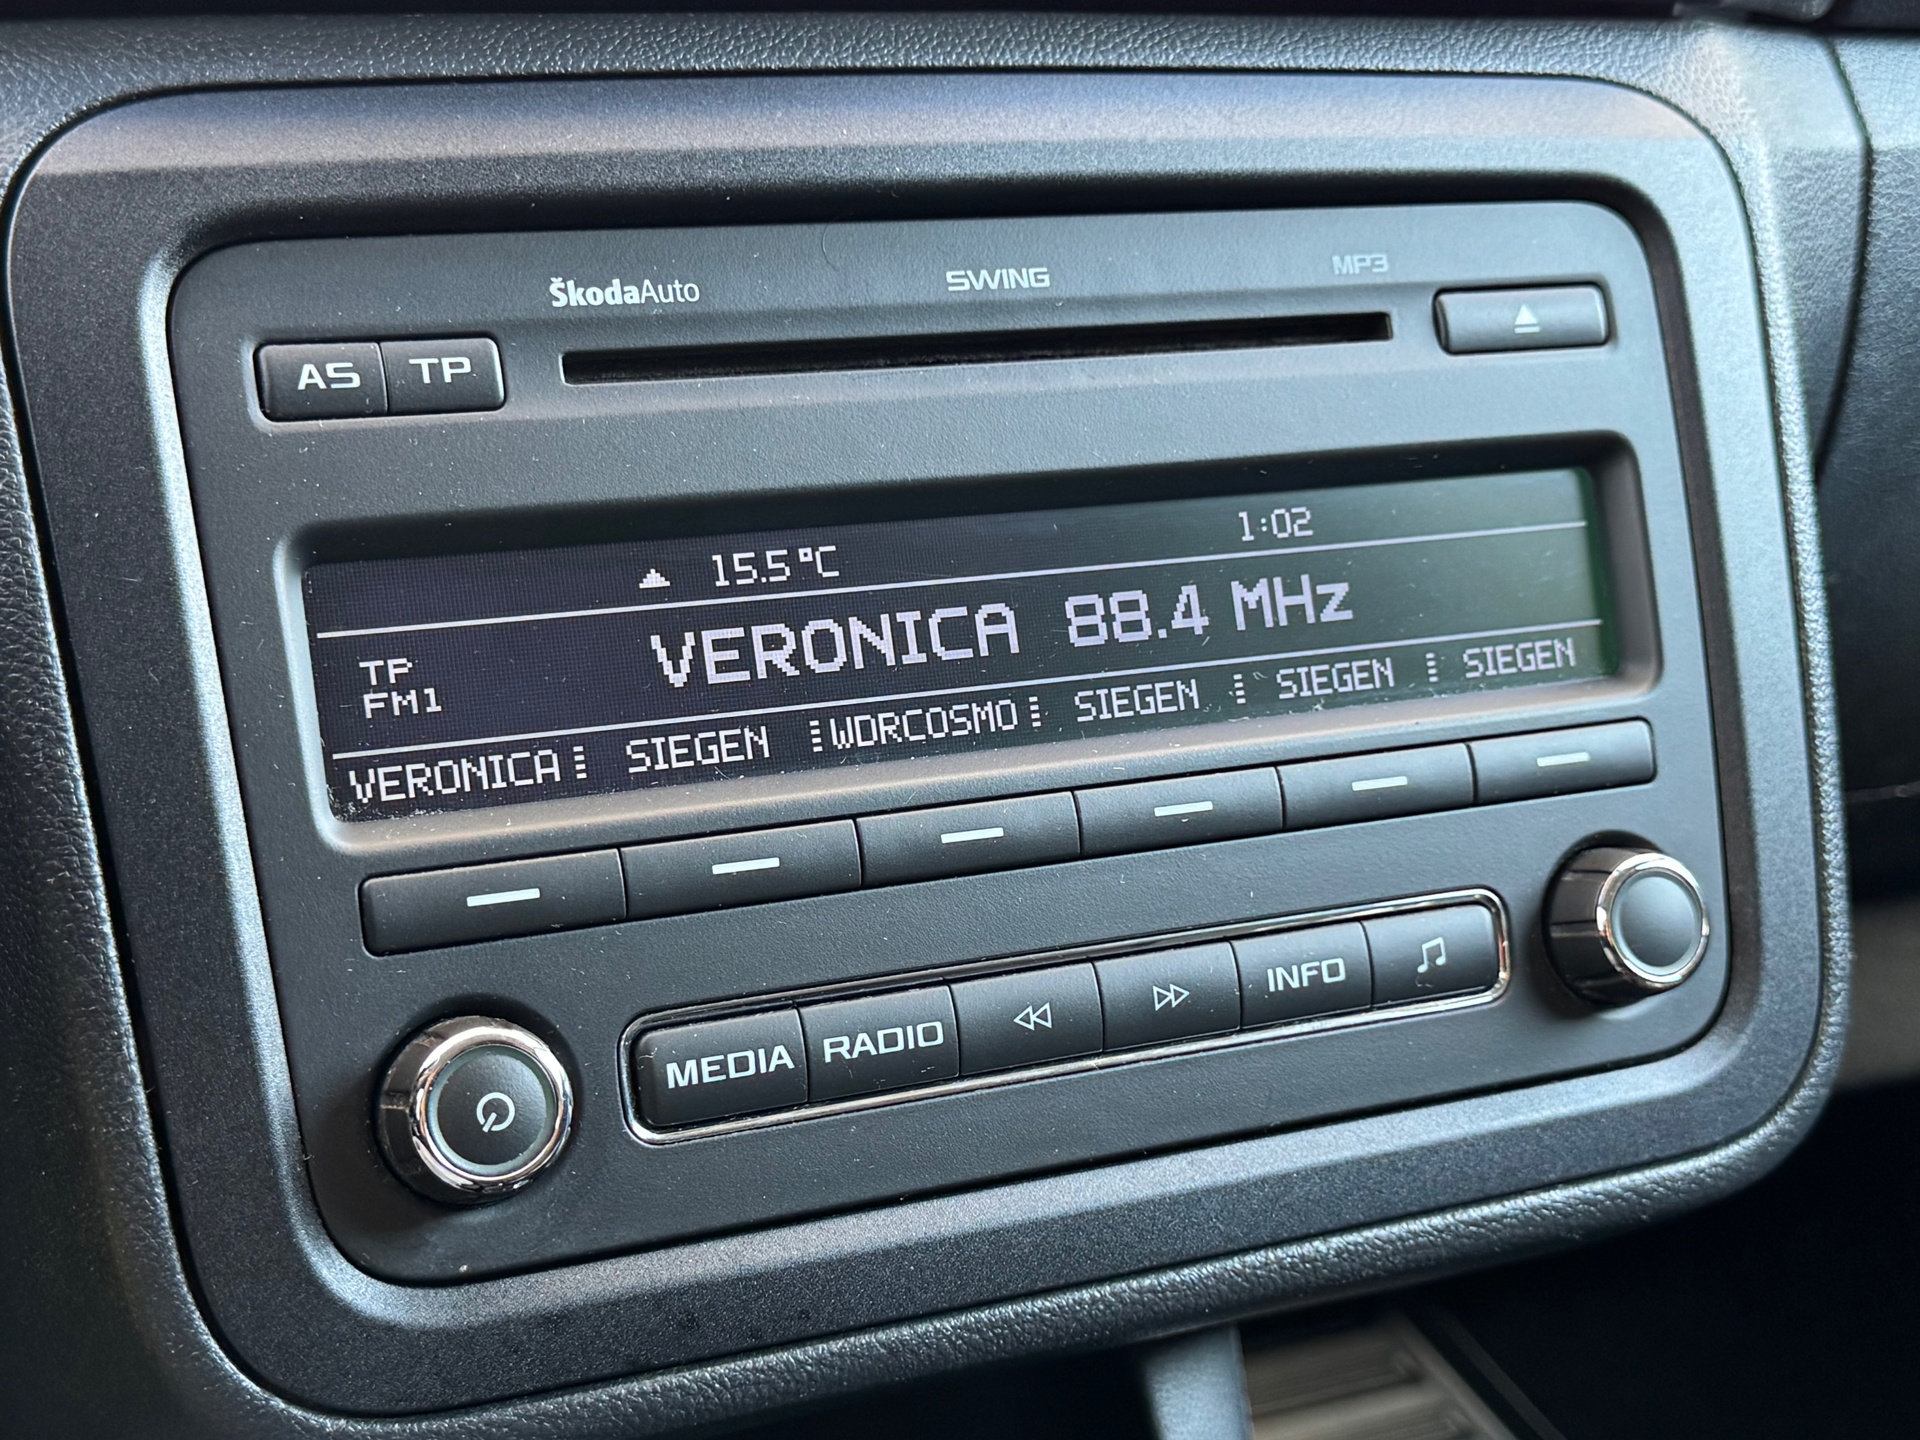 ŠkodaAuto SWING MP3
AS TP
15.5°C 1:02
VERONICA 88.4 MHz
TP
FM1
VERONICA SIEGEN WDRCOSMO SIEGEN SIEGEN SIEGEN
MEDIA RADIO INFO